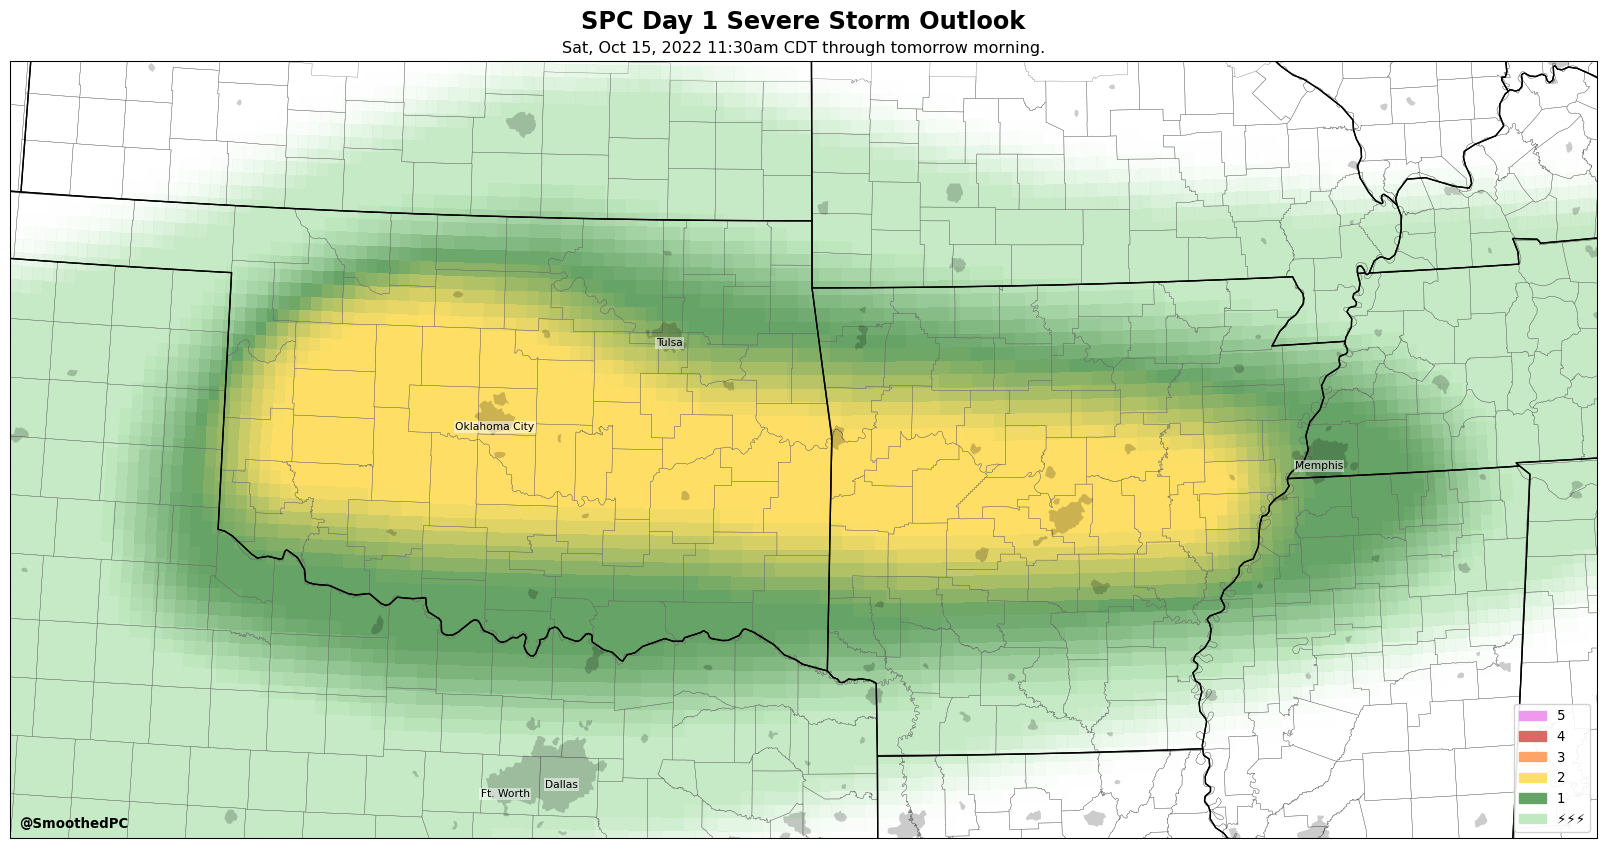 SPC Day 1 Severe Storm Outlook
Sat, Oct 15, 2022 11:30am CDT through tomorrow morning.
Tulsa
Oklahoma City
Memphis
Dallas
Ft. Worth
5
4
3
2
1
⚡⚡⚡
@SmoothedPC